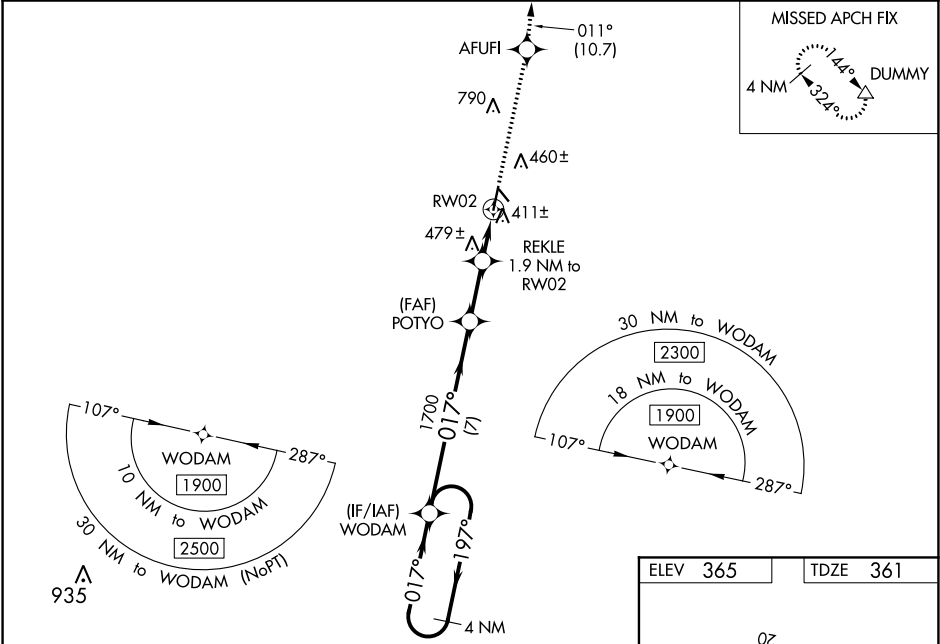 MISSED APCH FIX
4 NM
144°
324°
DUMMY
011°
(10.7)
AFUFI
790
460±
RW02
411±
479±
REKLE
1.9 NM to
RW02
(FAF)
POTYO
1700
017°
(7)
30 NM to WODAM
2300
18 NM to WODAM
1900
WODAM
107°
287°
107°
287°
WODAM
1900
10 NM to WODAM
2500
30 NM to WODAM (NoPT)
935
(IF/IAF)
WODAM
017°
197°
4 NM
ELEV 365
TDZE 361
02